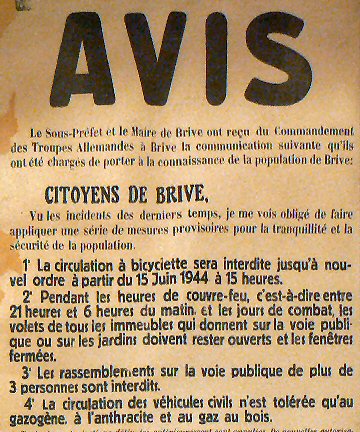 AVIS
Le Sous-Préfet et le Maire de Brive ont reçu du Commandement
des Troupes Allemandes à Brive la communication suivante qu'ils
ont été chargés de porter à la connaissance de la population de Brive:
CITOYENS DE BRIVE,
Vu les incidents des derniers temps, je me vois obligé de faire
appliquer une série de mesures provisoires pour la tranquillité et la
sécurité de la population.
1° La circulation à bicyclette sera interdite jusqu'à nou-
vel ordre à partir du 15 Juin 1944 à 15 heures.
2° Pendant les heures de couvre-feu, c'est-à-dire entre
21 heures et 6 heures du matin et les jours de combat, les
volets de tous les immeubles qui donnent sur la voie publi-
que ou sur les jardins doivent rester ouverts et les fenêtres
fermées.
3° Les rassemblements sur la voie publique de plus de
3 personnes sont interdits.
4° La circulation des véhicules civils n'est tolérée qu'au
gazogène, à l'anthracite et au gaz au bois.